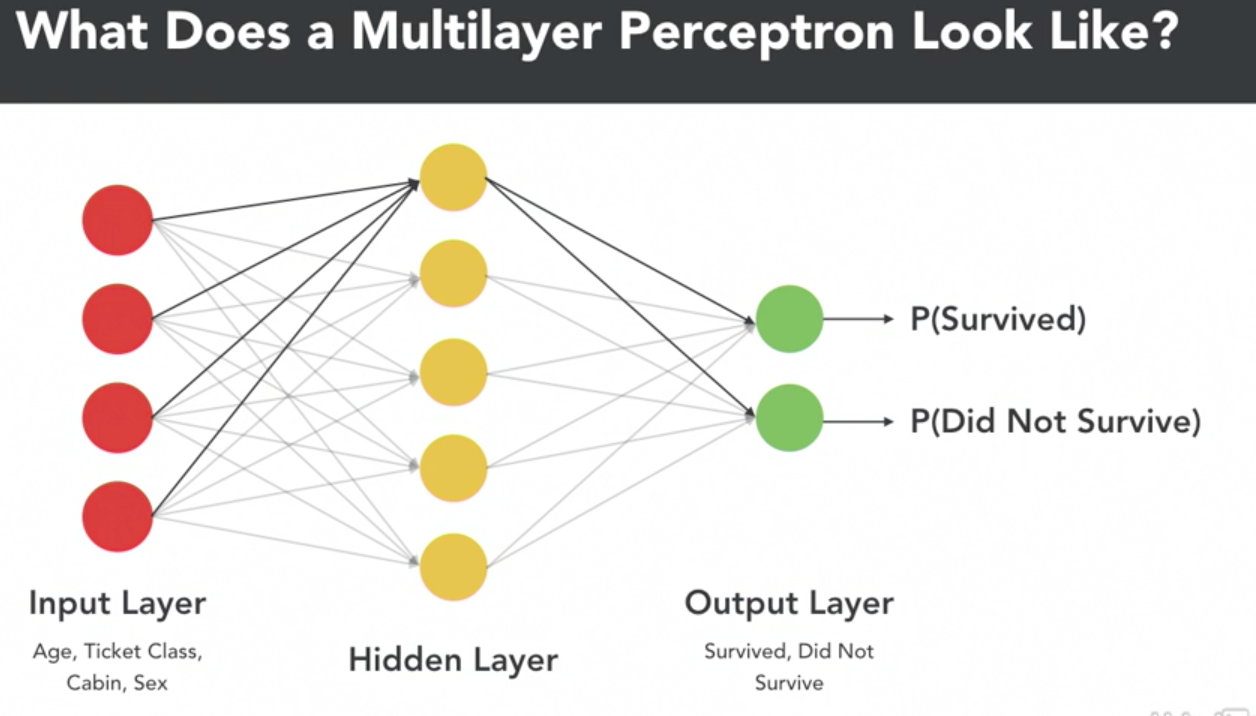 What Does a Multilayer Perceptron Look Like?
P(Survived)
P(Did Not Survive)
Input Layer
Age, Ticket Class,
Cabin, Sex
Hidden Layer
Output Layer
Survived, Did Not
Survive